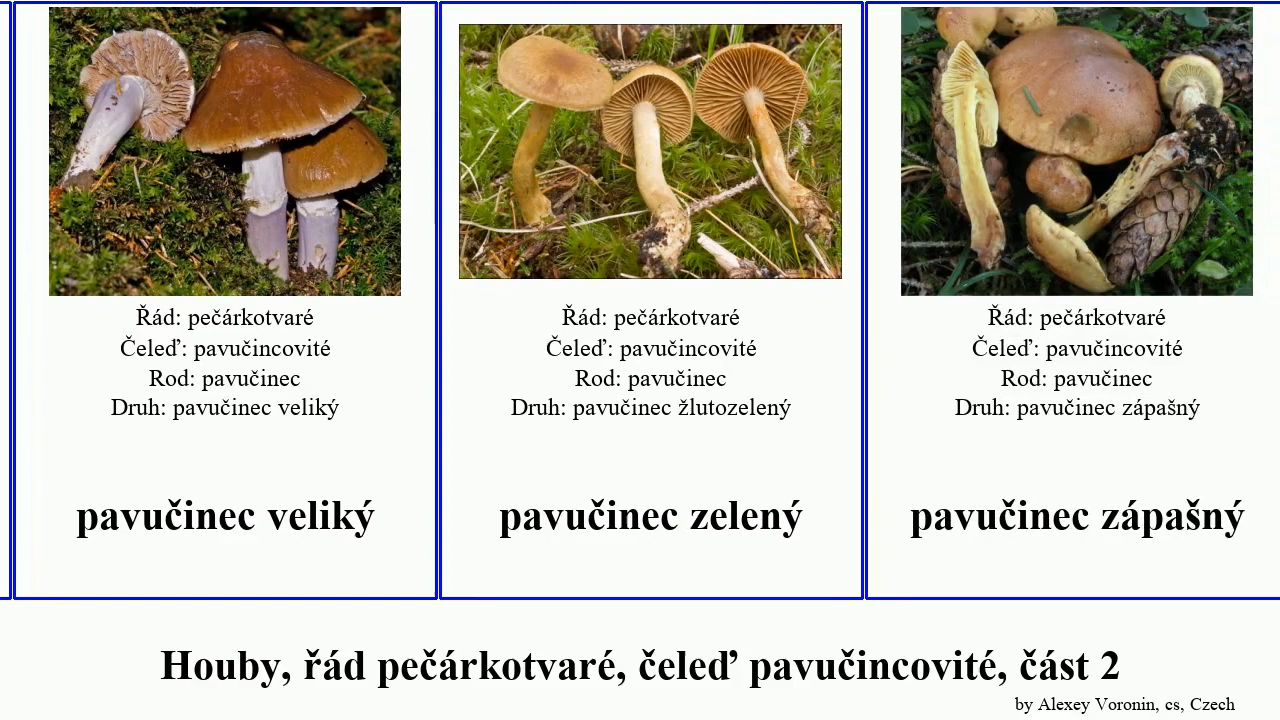 Řád: pečárkotvaré
Čeleď: pavučincovité
Rod: pavučinec
Druh: pavučinec veliký
pavučinec veliký
Řád: pečárkotvaré
Čeleď: pavučincovité
Rod: pavučinec
Druh: pavučinec žlutozelený
pavučinec zelený
Řád: pečárkotvaré
Čeleď: pavučincovité
Rod: pavučinec
Druh: pavučinec zápašný
pavučinec zápašný
Houby, řád pečárkotvaré, čeleď pavučincovité, část 2
by Alexey Voronin, cs, Czech